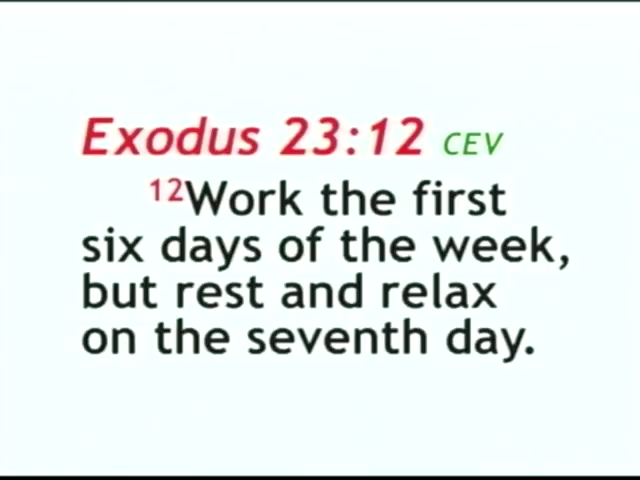 Exodus 23:12 CEV
12Work the first
six days of the week,
but rest and relax
on the seventh day.